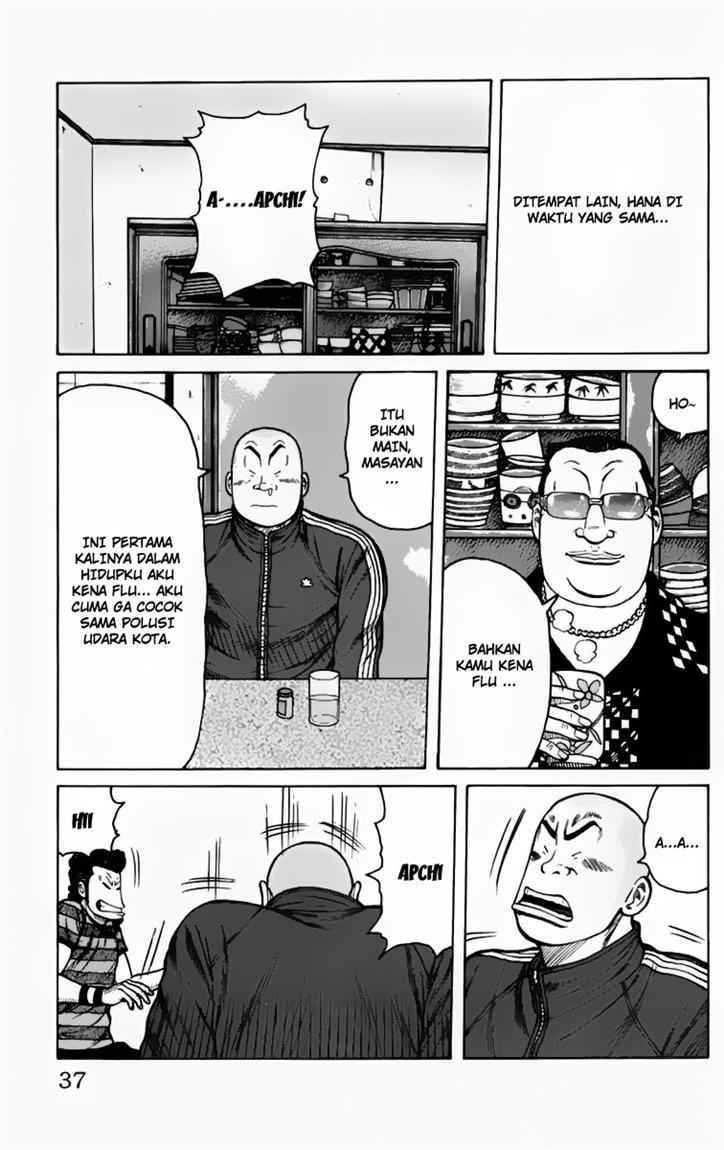 DITEMPAT LAIN, HANA DI
WAKTU YANG SAMA...
A-....APCHI!
HO~
BAHKAN
KAMU KENA
FLU ...
ITU
BUKAN
MAIN,
MASAYAN
...
INI PERTAMA
KALINYA DALAM
HIDUPKU AKU
KENA FLU... AKU
CUMA GA COCOK
SAMA POLUSI
UDARA KOTA.
A...A...
APCHI
HII
37